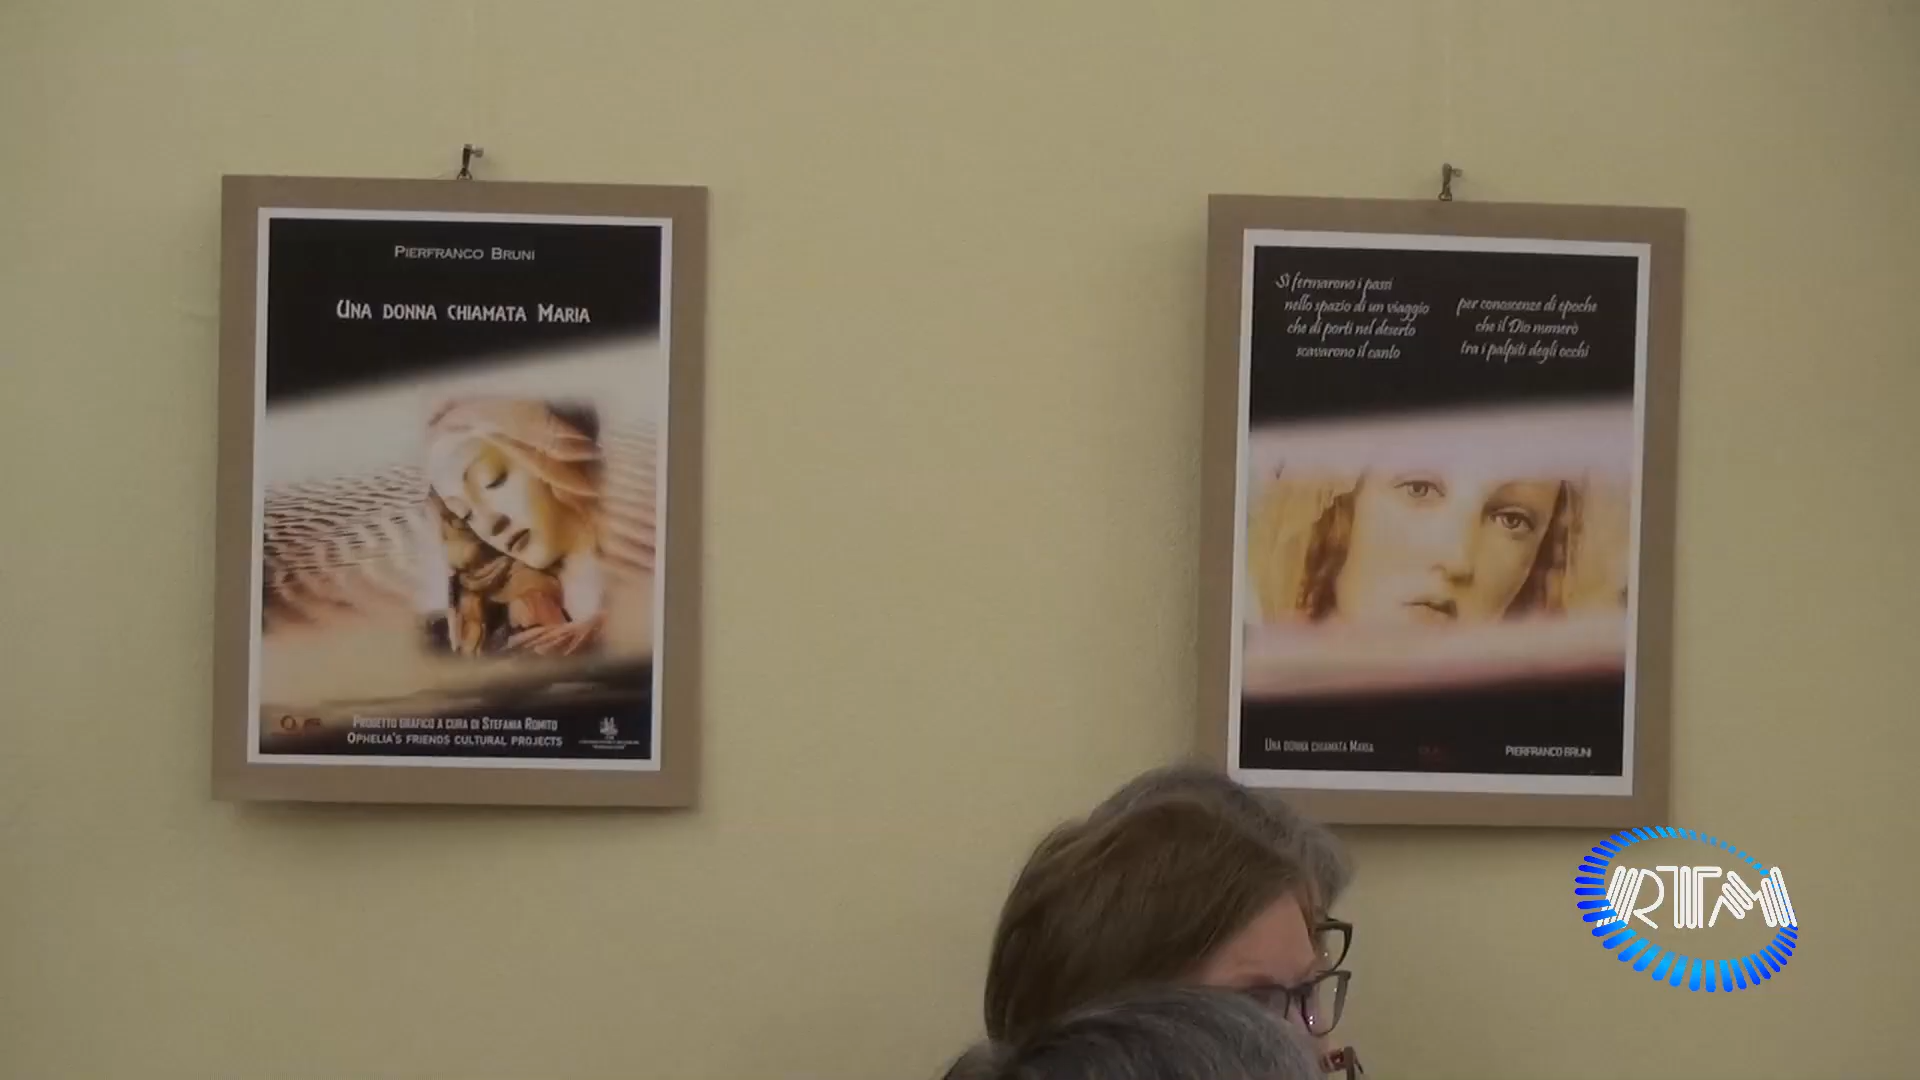 PIERFRANCO BRUNI
UNA DONNA CHIAMATA MARIA
PROGETTO GRAFICO A CURA DI STEFANIA ROMITO
OPHELIA'S FRIENDS CULTURAL PROJECTS
Si fermarono i passi
nello spazio di un viaggio
che di porti nel deserto
scavarono il canto
per conoscenze di epoche
che il Dio numerò
tra i palpiti degli occhi
UNA DONNA CHIAMATA MARIA
PIERFRANCO BRUNI
RTM